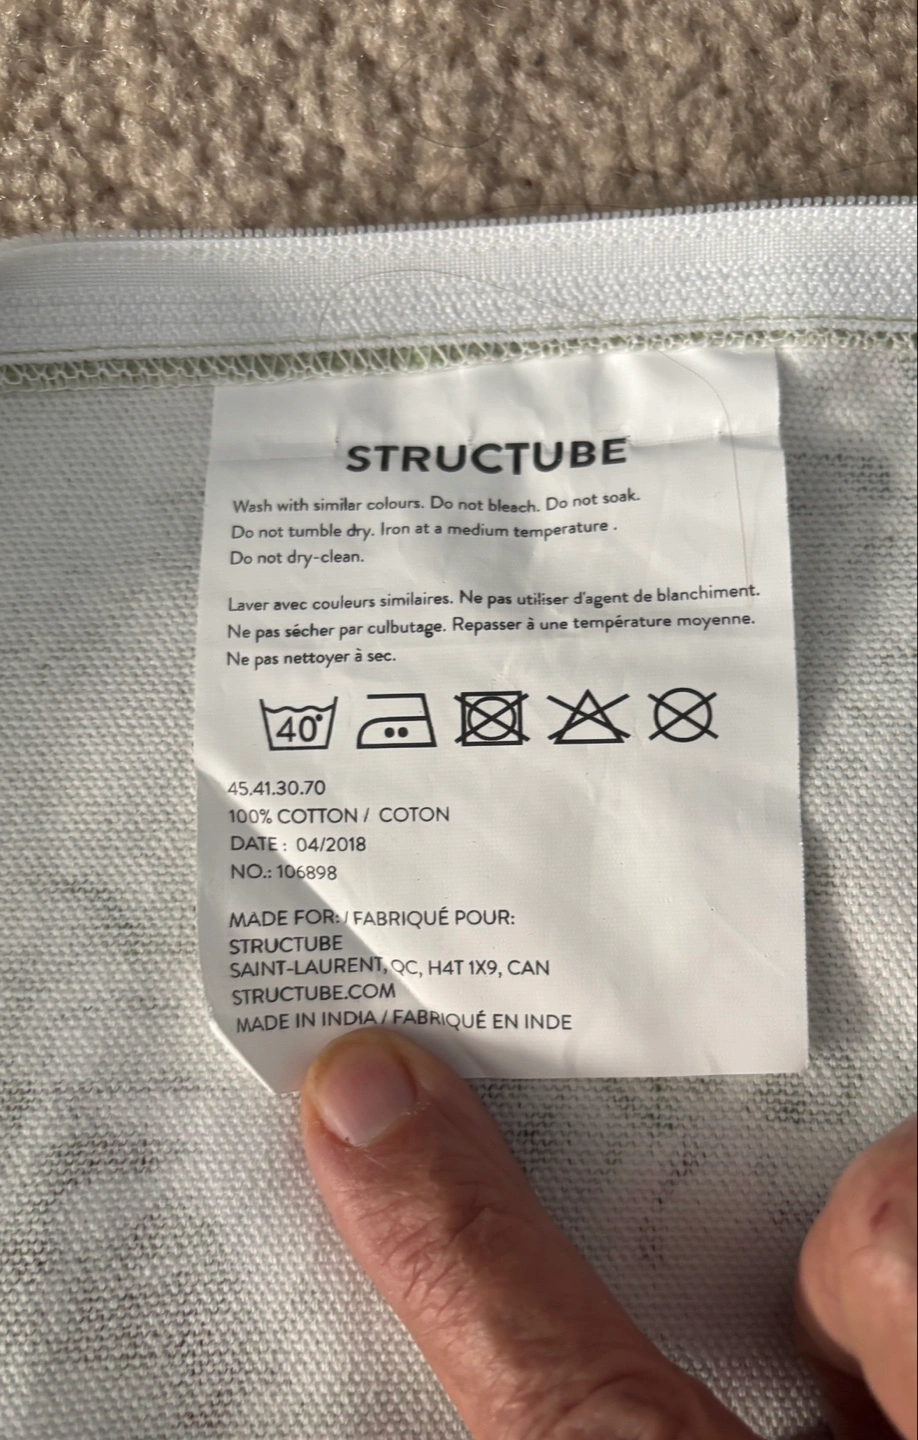 STRUCTUBE
Wash with similar colours. Do not bleach. Do not soak.
Do not tumble dry. Iron at a medium temperature .
Do not dry-clean.
Laver avec couleurs similaires. Ne pas utiliser d'agent de blanchiment.
Ne pas sécher par culbutage. Repasser à une température moyenne.
Ne pas nettoyer à sec.
40°
45.41.30.70
100% COTTON / COTON
DATE : 04/2018
NO.: 106898
MADE FOR: / FABRIQUÉ POUR:
STRUCTUBE
SAINT-LAURENT, QC, H4T 1X9, CAN
STRUCTUBE.COM
MADE IN INDIA / FABRIQUÉ EN INDE